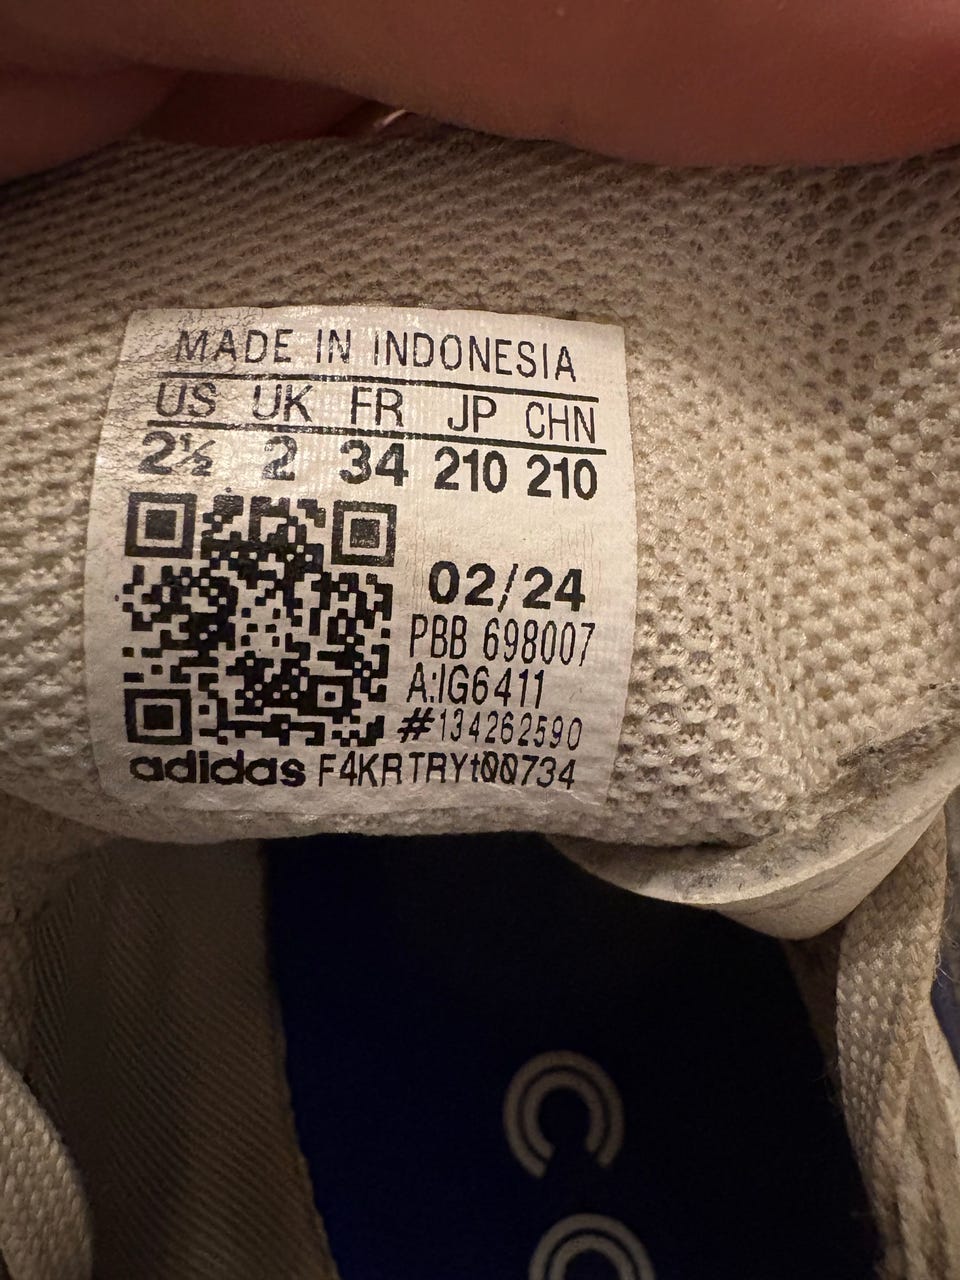 MADE IN INDONESIA
US UK FR JP CHN
2½ 2 34 210 210
02/24
PBB 698007
A:IG6411
#134262590
adidas F4KRTRYt00734